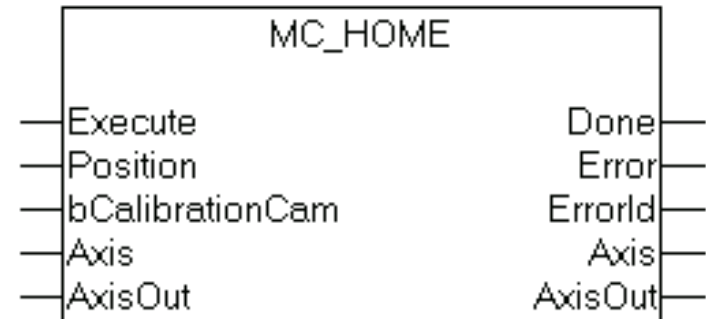 MC_HOME
Execute Done
Position Error
bCalibrationCam ErrorId
Axis Axis
AxisOut AxisOut